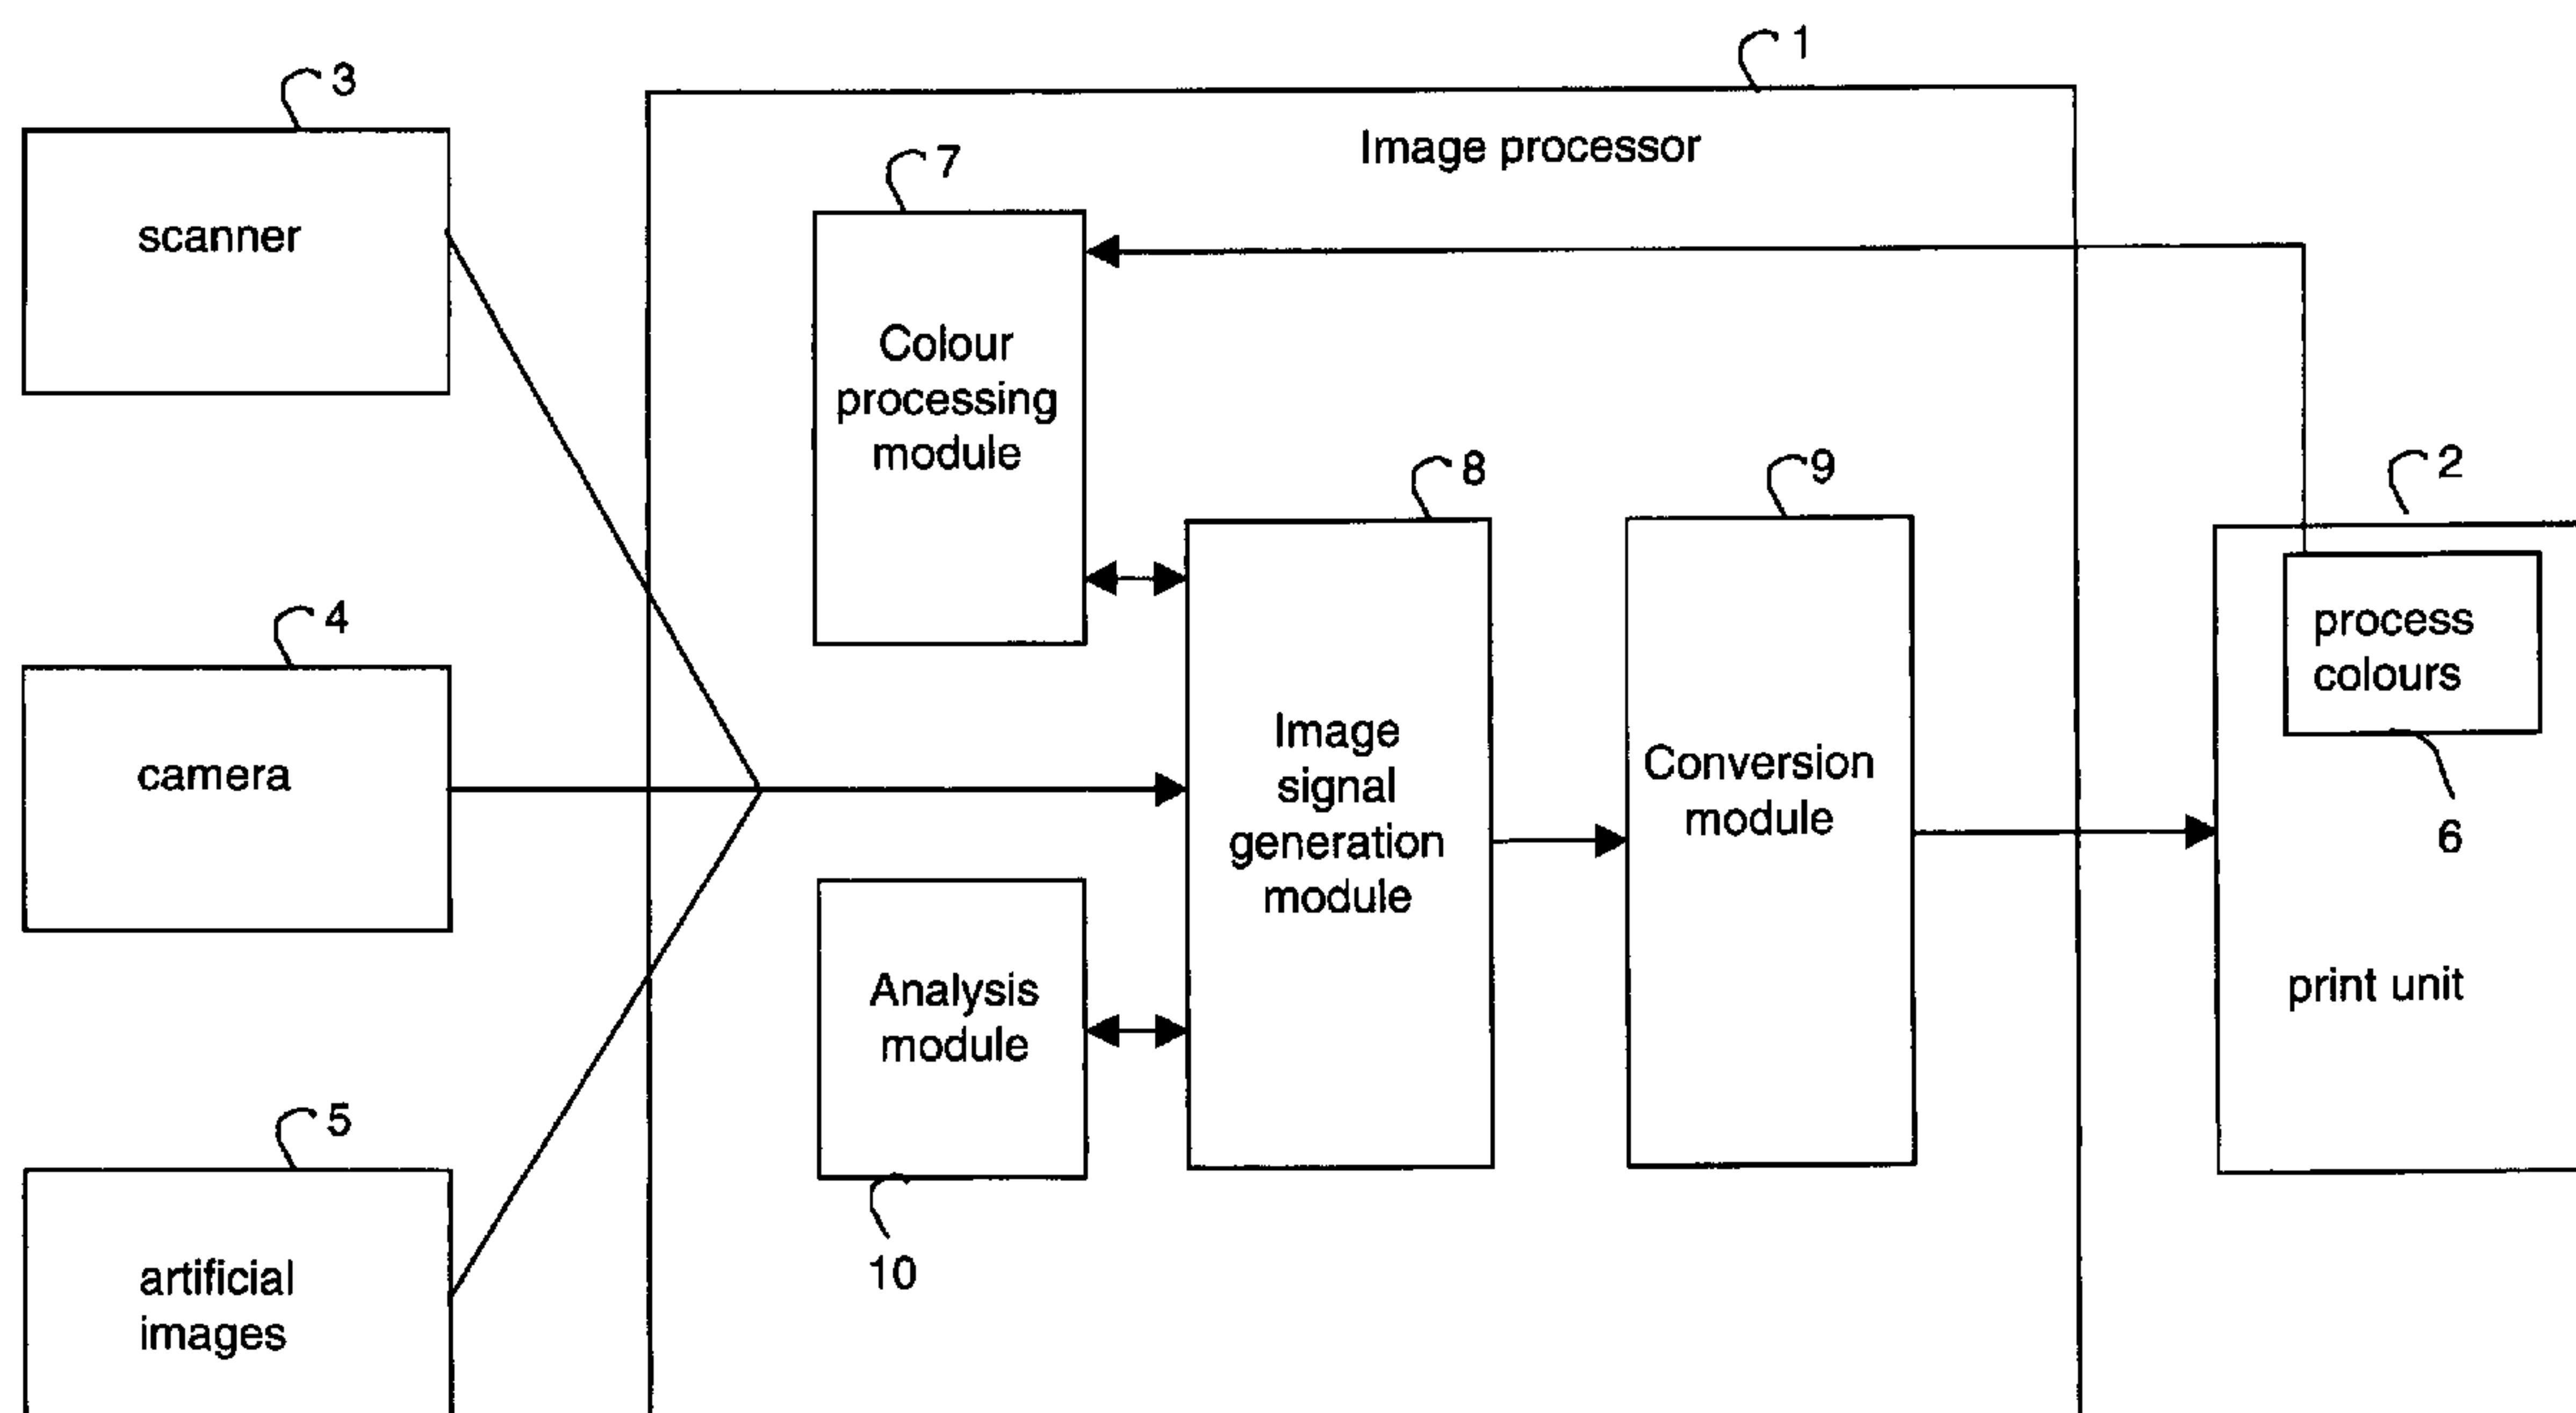 1
3
Image processor
7
scanner
Colour
processing
module
8
9
2
4
process
colours
Image
signal
generation
module
camera
Conversion
module
6
Analysis
module
print unit
5
10
artificial
images